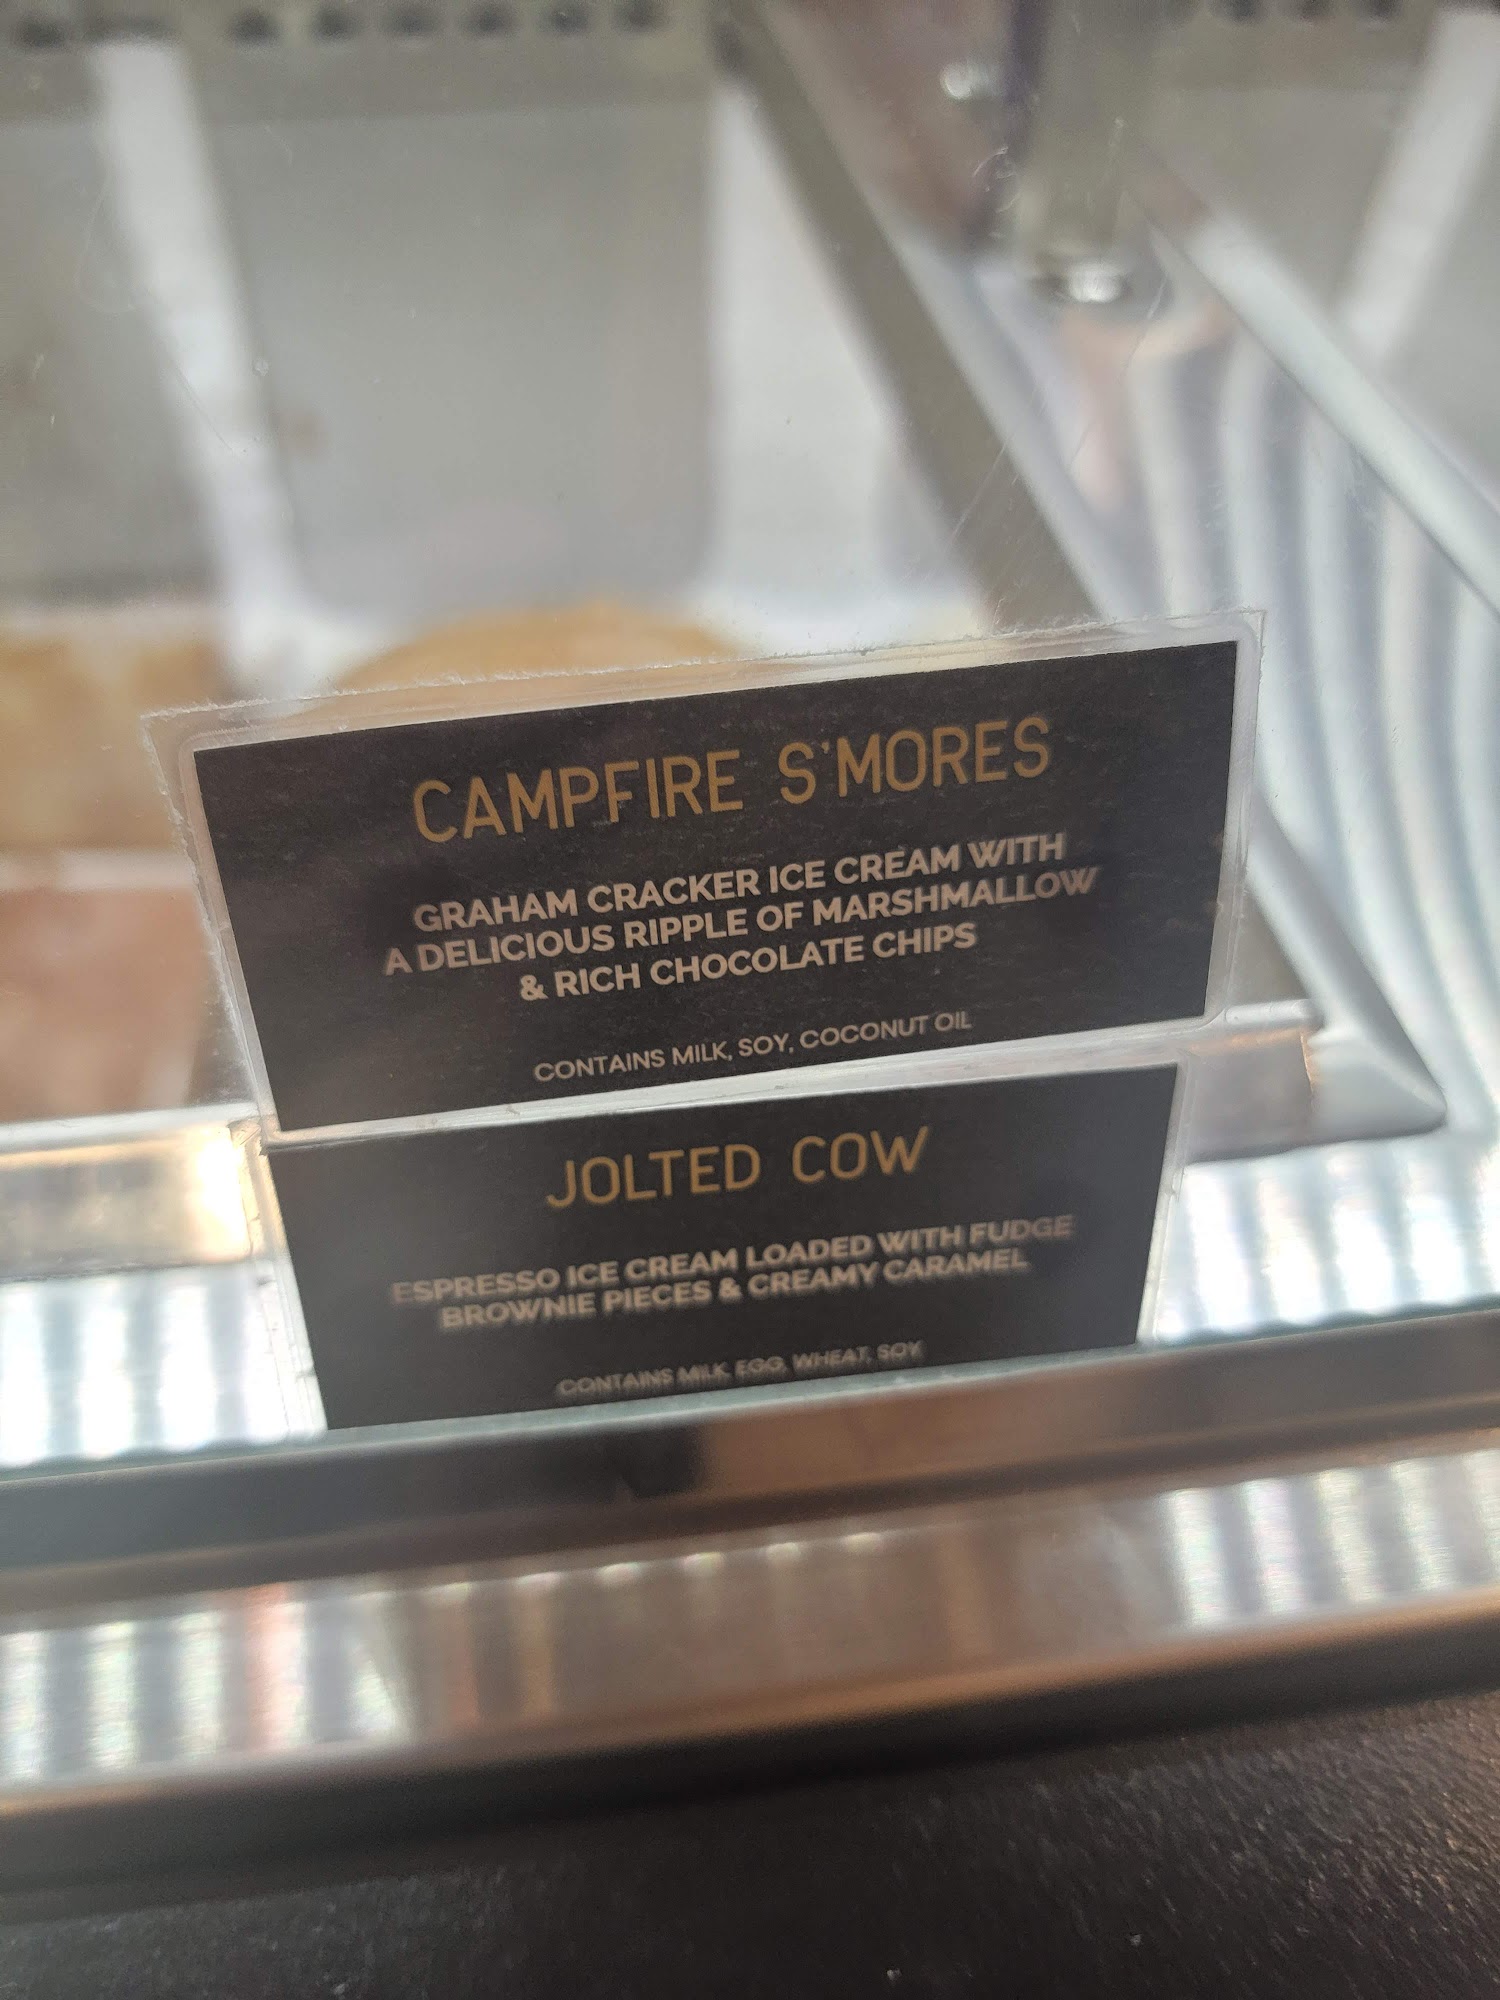 CAMPFIRE S'MORES
GRAHAM CRACKER ICE CREAM WITH
A DELICIOUS RIPPLE OF MARSHMALLOW
& RICH CHOCOLATE CHIPS
CONTAINS MILK, SOY, COCONUT OIL
JOLTED COW
ESPRESSO ICE CREAM LOADED WITH FUDGE
BROWNIE PIECES & CREAMY CARAMEL
CONTAINS MILK, EGG, WHEAT, SOY